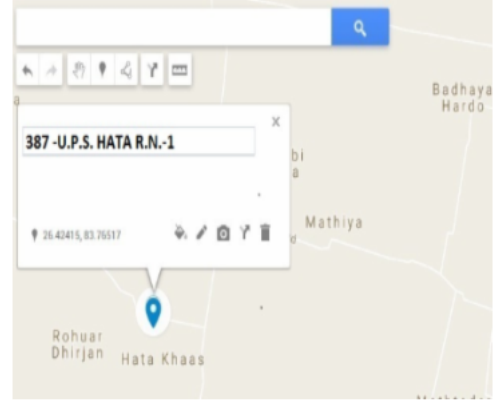 Badhaya
Hardo
387 -U.P.S. HATA R.N.-1
Mathiya
26.42415, 83.76517
Rohuar
Dhirjan
Hata Khaas